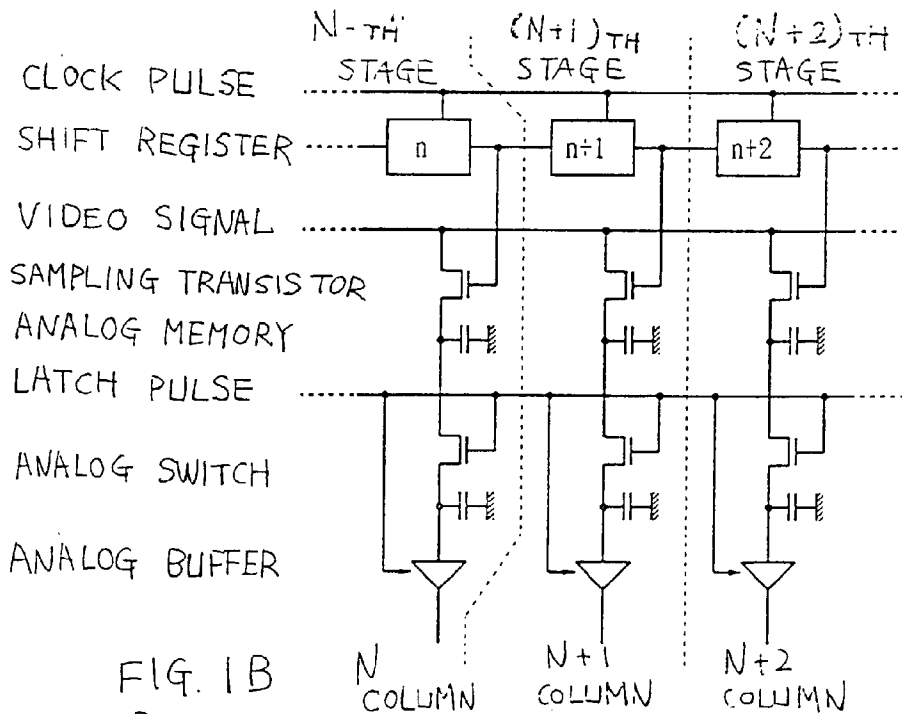 N-TH STAGE
(N+1)TH STAGE
(N+2)TH STAGE
CLOCK PULSE
SHIFT REGISTER
n
n+1
n+2
VIDEO SIGNAL
SAMPLING TRANSISTOR
ANALOG MEMORY
LATCH PULSE
ANALOG SWITCH
ANALOG BUFFER
FIG. 1B
N COLUMN
N+1 COLUMN
N+2 COLUMN